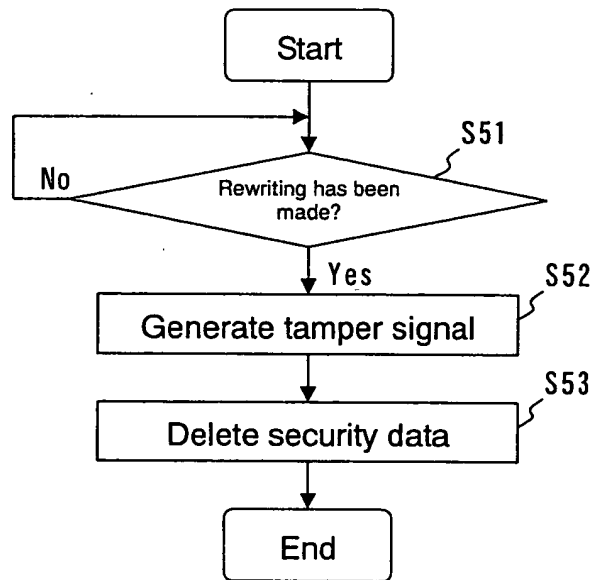 Start
S51
No
Rewriting has been
made?
Yes
S52
Generate tamper signal
S53
Delete security data
End